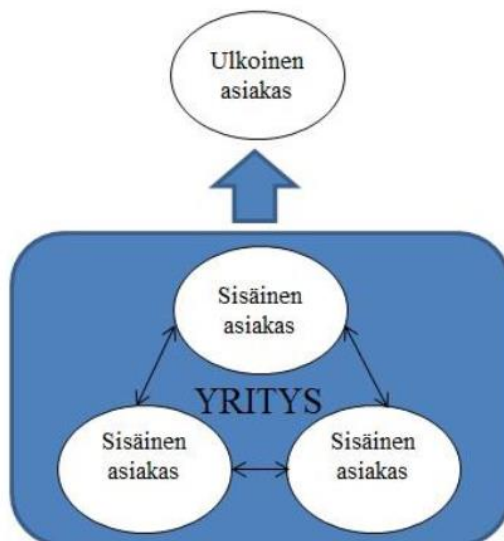 Ulkoinen
asiakas
Sisäinen
asiakas
YRITYS
Sisäinen
asiakas
Sisäinen
asiakas